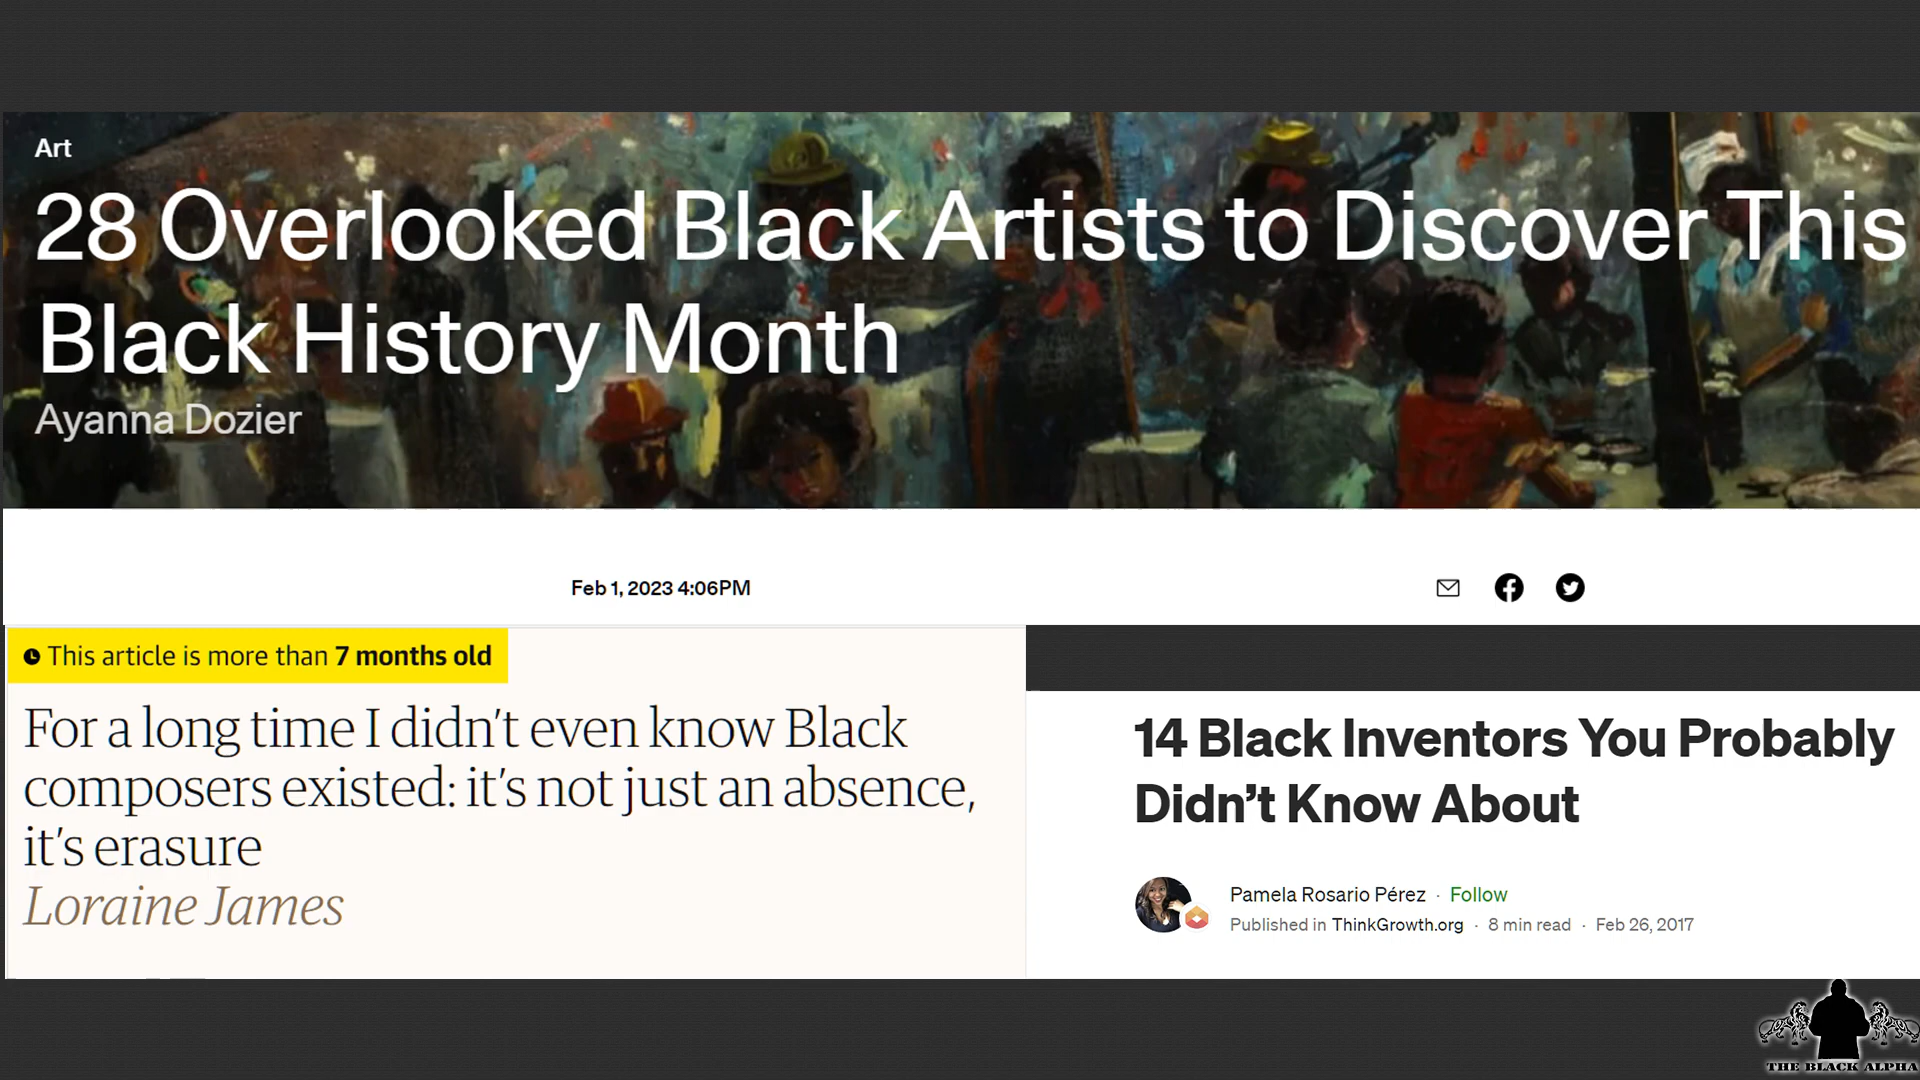 Art
28 Overlooked Black Artists to Discover This
Black History Month
Ayanna Dozier
Feb 1, 2023 4:06PM
This article is more than 7 months old
For a long time I didn’t even know Black
composers existed: it’s not just an absence,
it’s erasure
Loraine James
14 Black Inventors You Probably
Didn’t Know About
Pamela Rosario Pérez · Follow
Published in ThinkGrowth.org · 8 min read · Feb 26, 2017
THE BLACK ALPHA